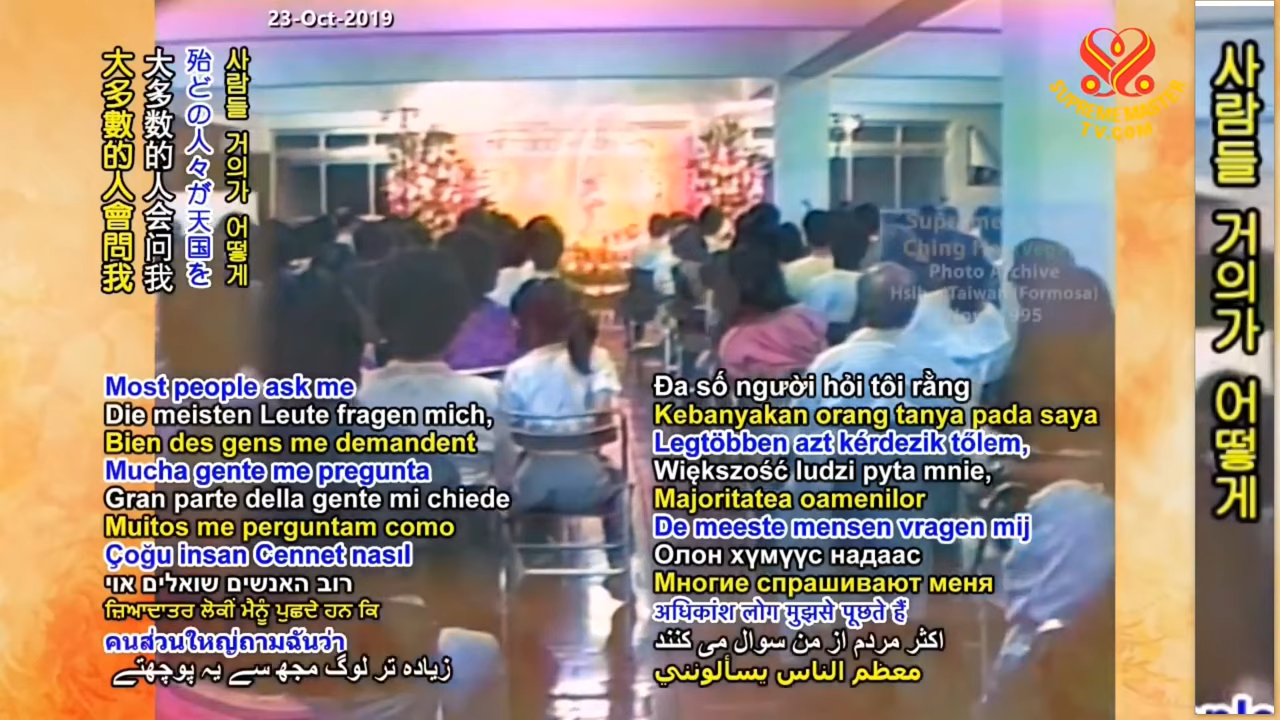 23-Oct-2019
SUPREME MASTER
TV.COM
사람들 거의가 어떻게
殆どの人々が天国を
大多数的人会问我
大多數的人會問我
Supreme
Ching Hai
Photo Archive
Taiwan (Formosa)
Most people ask me
Die meisten Leute fragen mich,
Bien des gens me demandent
Mucha gente me pregunta
Gran parte della gente mi chiede
Muitos me perguntam como
Çoğu insan Cennet nasıl
רוב האנשים שואלים אוי
ਜ਼ਿਆਦਾਤਰ ਲੋਕੀਂ ਮੈਨੂੰ ਪੁਛਦੇ ਹਨ ਕਿ
คนส่วนใหญ่ถามฉันว่า
زیادہ تر لوگ مجھ سے یہ پوچھتے
Đa số người hỏi tôi rằng
Kebanyakan orang tanya pada saya
Legtöbben azt kérdezik tőlem,
Większość ludzi pyta mnie,
Majoritatea oamenilor
De meeste mensen vragen mij
Олон хүмүүс надаас
Многие спрашивают меня
अधिकांश लोग मुझसे पूछते हैं
اکثر مردم از من سوال می کنند
معظم الناس يسألونني
사람들 거의가 어떻게